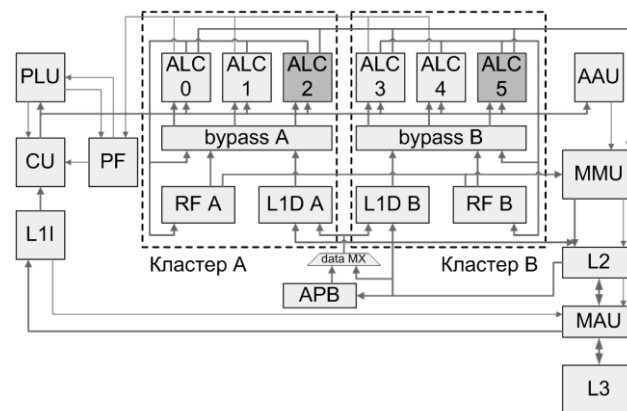 ALC 0
ALC 1
ALC 2
ALC 3
ALC 4
ALC 5
PLU
AAU
bypass A
bypass B
CU
PF
MMU
RF A
L1D A
L1D B
RF B
L1I
Кластер A
data MX
Кластер B
L2
APB
MAU
L3